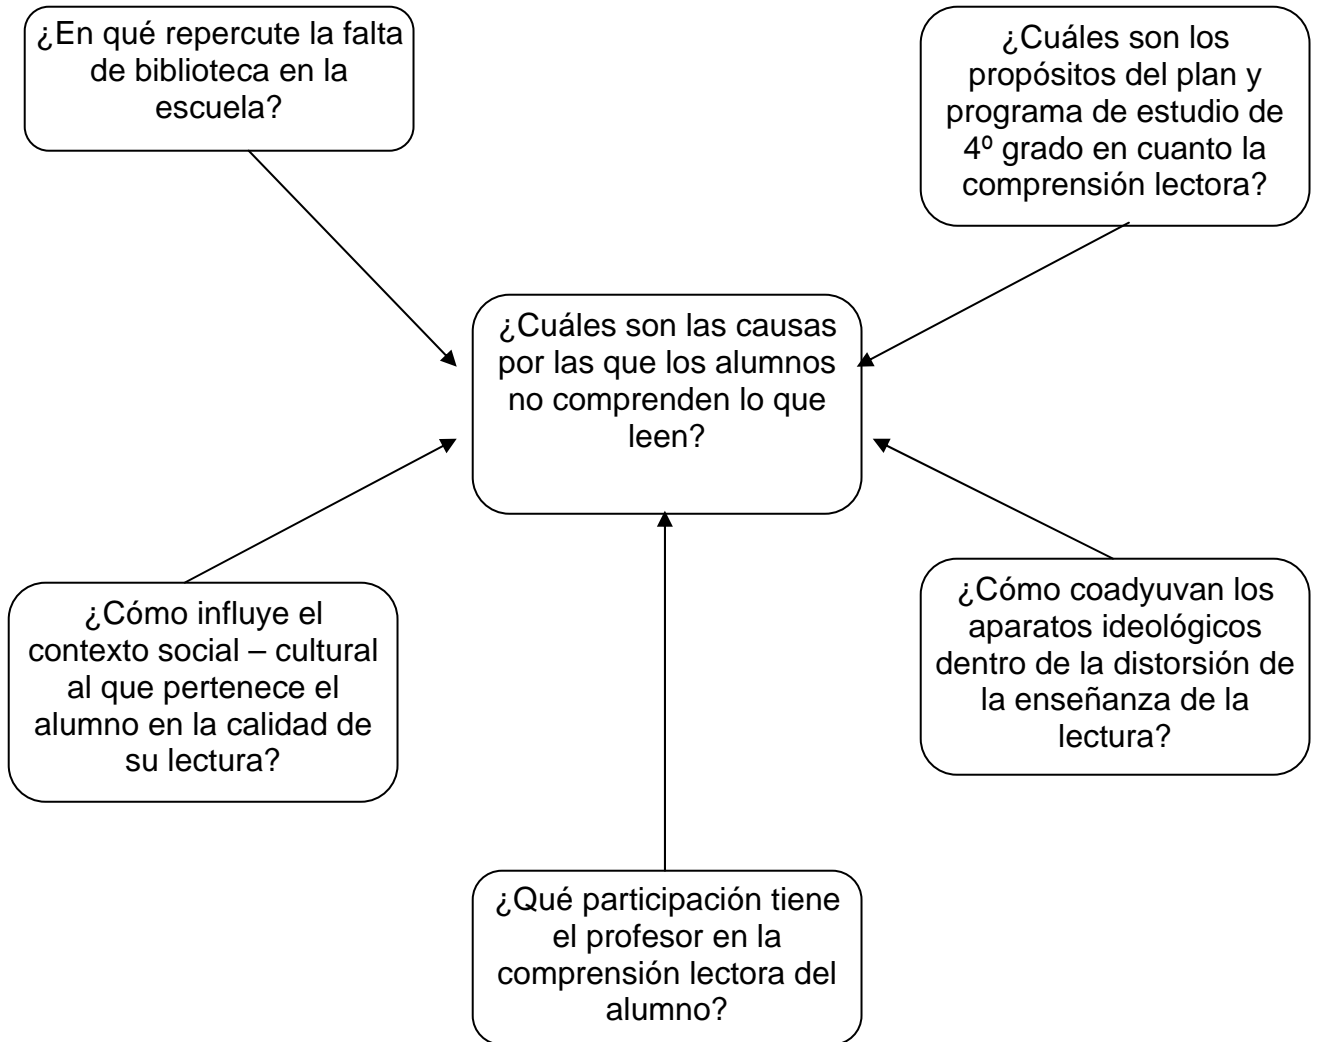 ¿En qué repercute la falta
de biblioteca en la
escuela?
¿Cuáles son los
propósitos del plan y
programa de estudio de
4º grado en cuanto la
comprensión lectora?
¿Cuáles son las causas
por las que los alumnos
no comprenden lo que
leen?
¿Cómo influye el
contexto social – cultural
al que pertenece el
alumno en la calidad de
su lectura?
¿Cómo coadyuvan los
aparatos ideológicos
dentro de la distorsión de
la enseñanza de la
lectura?
¿Qué participación tiene
el profesor en la
comprensión lectora del
alumno?